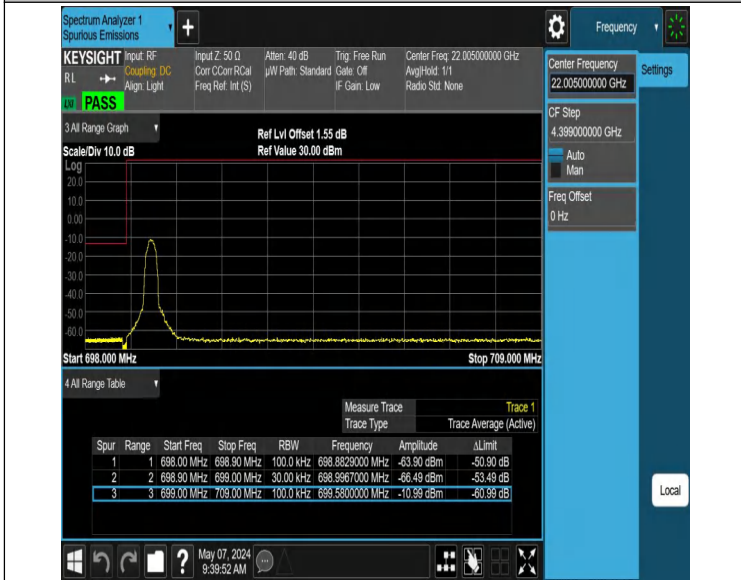 Spectrum Analyzer 1
Spurious Emissions
+
Frequency
KEYSIGHT
RL
PASS
Input: RF
Coupling: DC
Align: Light
Input Z: 50 Ω
Corr CCorr RCal
Freq Ref: Int (S)
Atten: 40 dB
µW Path: Standard
Trig: Free Run
Gate: Off
IF Gain: Low
Center Freq: 22.005000000 GHz
Avg|Hold: 1/1
Radio Std: None
Center Frequency
22.005000000 GHz
Settings
CF Step
4.399000000 GHz
Auto
Man
Freq Offset
0 Hz
Local
3 All Range Graph
Scale/Div 10.0 dB
Ref Lvl Offset 1.55 dB
Ref Value 30.00 dBm
Log
20.0
10.0
0.00
-10.0
-20.0
-30.0
-40.0
-50.0
-60.0
Start 698.000 MHz
Stop 709.000 MHz
4 All Range Table
Measure Trace Trace 1
Trace Type Trace Average (Active)
Spur Range Start Freq Stop Freq RBW Frequency Amplitude ΔLimit
1 1 698.00 MHz 698.90 MHz 100.0 kHz 698.8829000 MHz -63.90 dBm -50.90 dB
2 2 698.90 MHz 699.00 MHz 30.00 kHz 698.9967000 MHz -66.49 dBm -53.49 dB
3 3 699.00 MHz 709.00 MHz 100.0 kHz 699.5800000 MHz -10.99 dBm -60.99 dB
?
May 07, 2024
9:39:52 AM